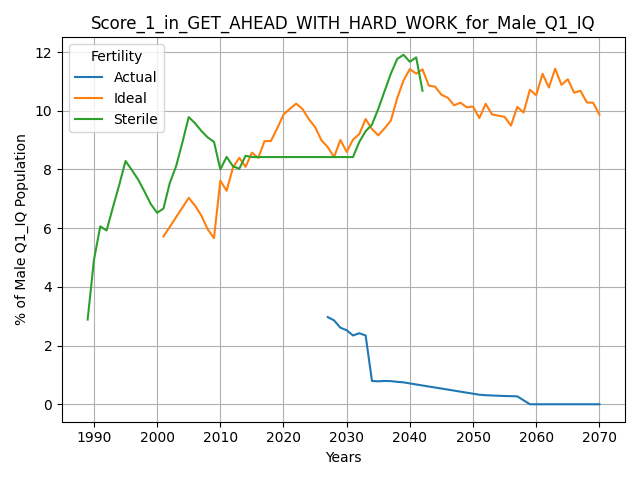 Score_1_in_GET_AHEAD_WITH_HARD_WORK_for_Male_Q1_IQ
Fertility
Actual
Ideal
Sterile
% of Male Q1_IQ Population
12
10
8
6
4
2
0
1990 2000 2010 2020 2030 2040 2050 2060 2070
Years